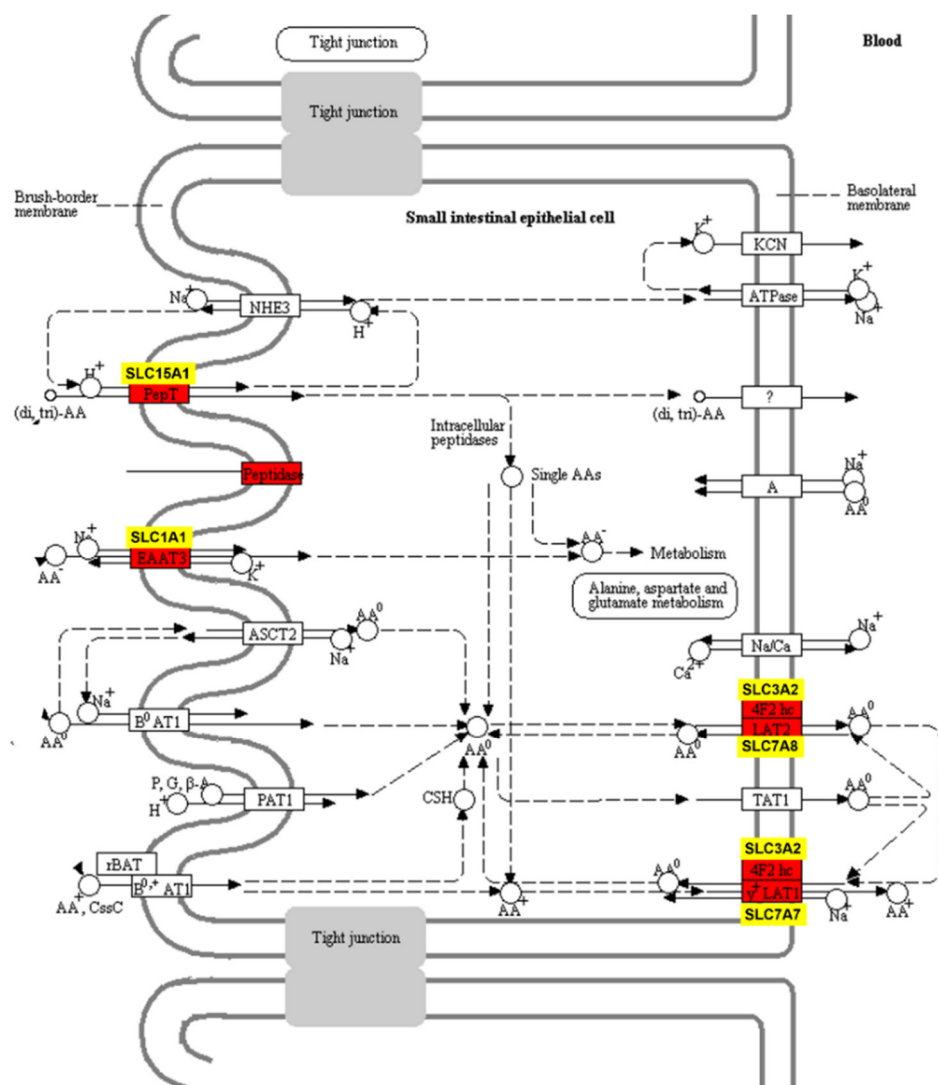 Tight junction
Blood
Tight junction
Brush-border
membrane
Small intestinal epithelial cell
Basolateral
membrane
K+
KCN
Na+
NHE3
H+
ATPase
K+
Na+
H+
SLC15A1
PepT
(di, tri)-AA
(di, tri)-AA
?
Intracellular
peptidases
Peptidase
Single AAs
Na+
A
AA0
SLC1A1
Na+
EAAT3
AA-
K+
AA-
Metabolism
Alanine, aspartate and
glutamate metabolism
ASCT2
AA0
Na+
Na/Ca
Na+
Ca2+
Na+
B0 AT1
AA0
AA0
SLC3A2
4F2 hc
LAT2
SLC7A8
AA0
AA0
P, G, β-A
H+
PAT1
CSH
TAT1
AA0
SLC3A2
rBAT
B0,+ AT1
AA+, CssC
AA+
AA0
4F2 hc
y+ LAT1
SLC7A7
Na+
AA+
Tight junction